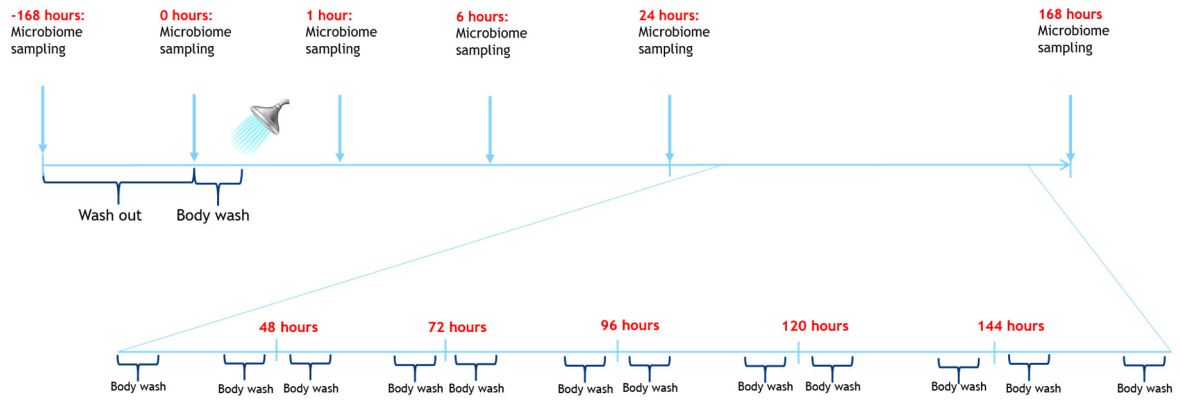 -168 hours:
Microbiome
sampling
0 hours:
Microbiome
sampling
1 hour:
Microbiome
sampling
6 hours:
Microbiome
sampling
24 hours:
Microbiome
sampling
168 hours
Microbiome
sampling
Wash out
Body wash
48 hours
72 hours
96 hours
120 hours
144 hours
Body wash
Body wash
Body wash
Body wash
Body wash
Body wash
Body wash
Body wash
Body wash
Body wash
Body wash
Body wash